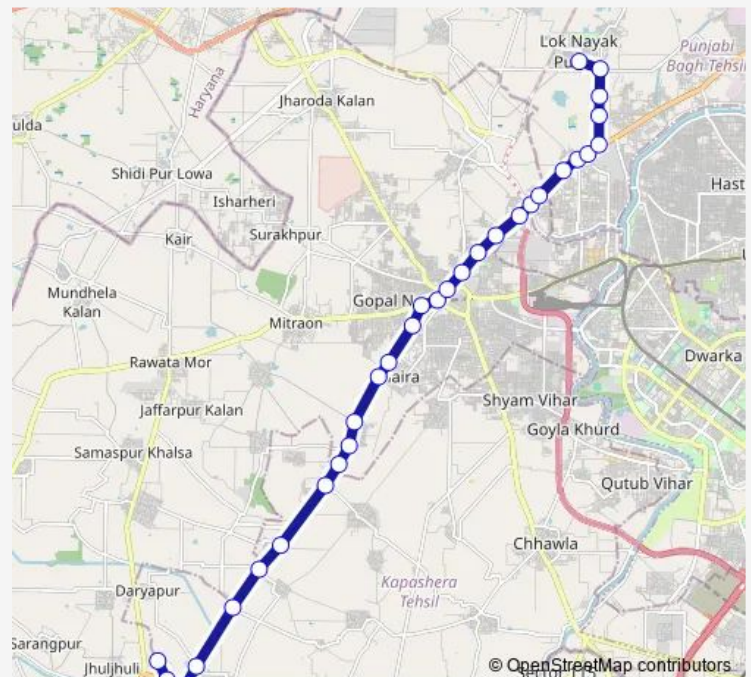 Lok Nayak
Punjabi
Bagh Tehsil
Haryana
Jharoda Kalan
ulda
Shidi Pur Lowa
Hast
Isharheri
Surakhpur
Kair
Mundhela
Kalan
Gopal N
Mitraon
Rawata Mor
Dwarka
aira
Jaffarpur Kalan
Shyam Vihar
Goyla Khurd
Samaspur Khalsa
Qutub Vihar
Chhawla
Kapashera
Tehsil
Daryapur
Sarangpur
Jhuljhuli
© OpenStreetMap contributors